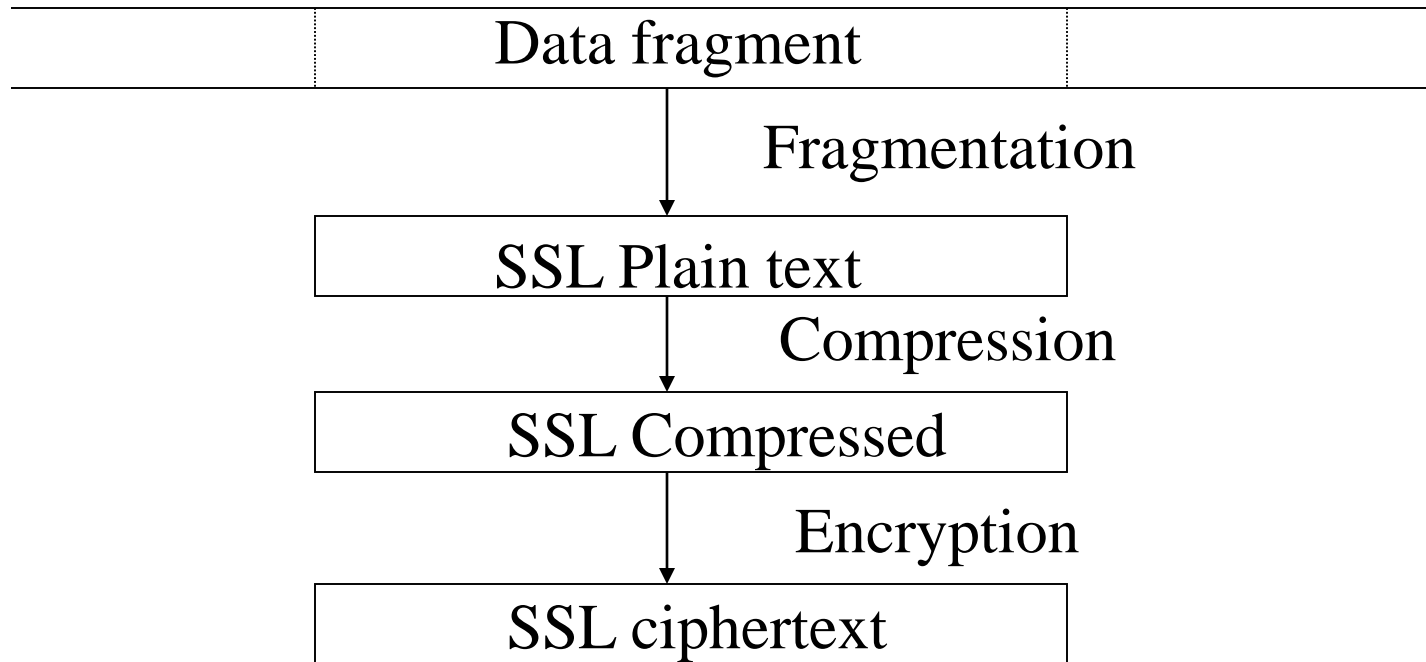 Data fragment
Fragmentation
SSL Plain text
Compression
SSL Compressed
Encryption
SSL ciphertext